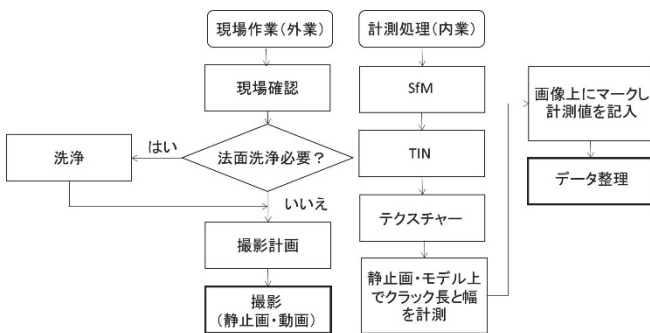 現場作業(外業)
現場確認
法面洗浄必要？
はい
洗浄
いいえ
撮影計画
撮影
(静止画・動画)
計測処理(内業)
SfM
TIN
テクスチャー
静止画・モデル上
でクラック長と幅
を計測
画像上にマークし
計測値を記入
データ整理